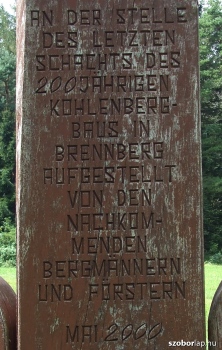 AN DER STELLE
DES LETZTEN
SCHACHTS DES
200JÄHRIGEN
KOHLENBERG-
BAUS IN
BRENNBERG
AUFGESTELLT
VON DEN
NACHKOM-
MENDEN
BERGMÄNNERN
UND FÖRSTERN
MAI 2000
szoborlap.hu